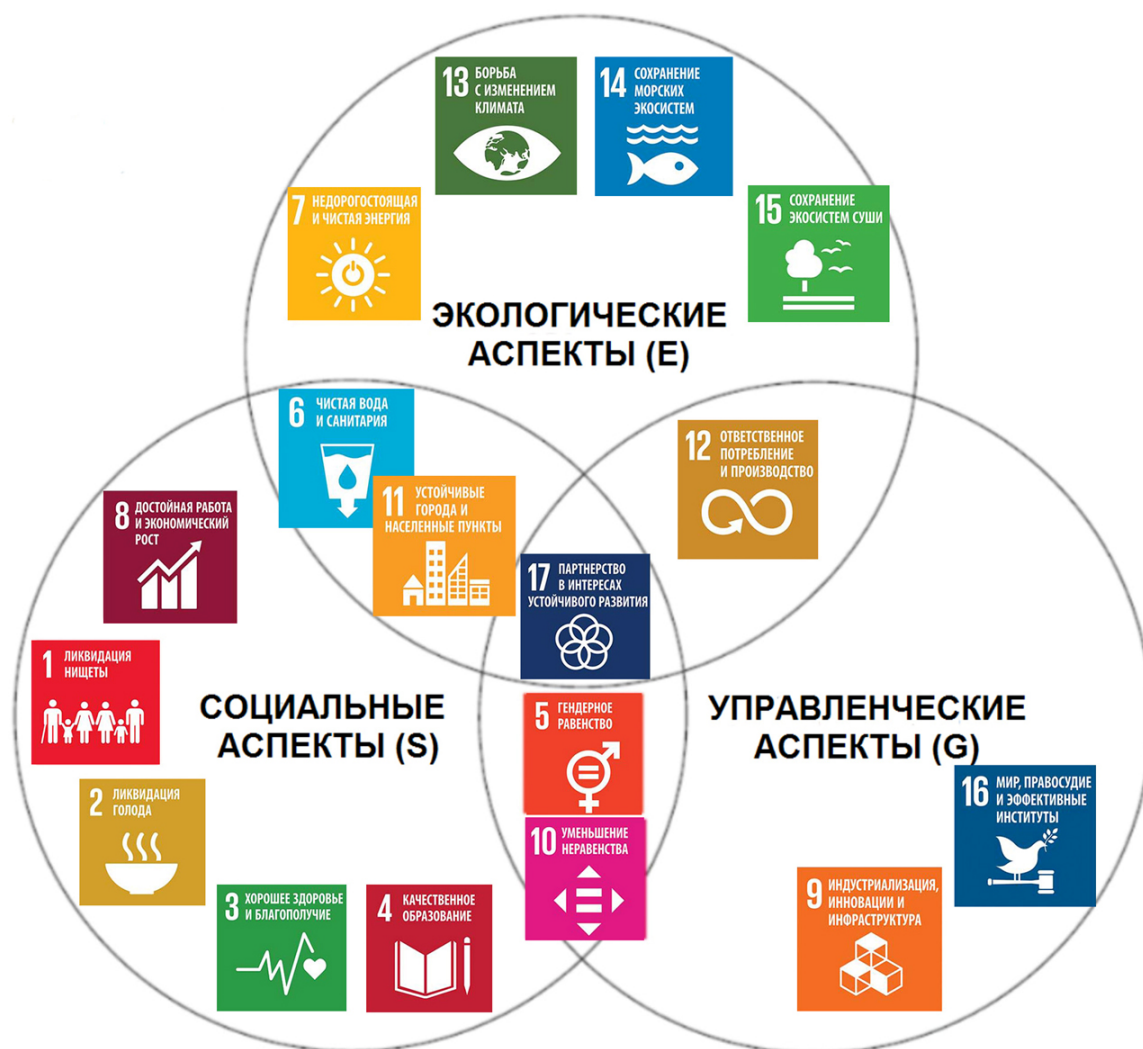 13 БОРЬБА
С ИЗМЕНЕНИЕМ
КЛИМАТА
14 СОХРАНЕНИЕ
МОРСКИХ
ЭКОСИСТЕМ
7 НЕДОРОГОСТОЯЩАЯ
И ЧИСТАЯ ЭНЕРГИЯ
15 СОХРАНЕНИЕ
ЭКОСИСТЕМ СУШИ
ЭКОЛОГИЧЕСКИЕ
АСПЕКТЫ (E)
6 ЧИСТАЯ ВОДА
И САНИТАРИЯ
12 ОТВЕТСТВЕННОЕ
ПОТРЕБЛЕНИЕ
И ПРОИЗВОДСТВО
11 УСТОЙЧИВЫЕ
ГОРОДА И
НАСЕЛЕННЫЕ ПУНКТЫ
8 ДОСТОЙНАЯ РАБОТА
И ЭКОНОМИЧЕСКИЙ
РОСТ
17 ПАРТНЕРСТВО
В ИНТЕРЕСАХ
УСТОЙЧИВОГО РАЗВИТИЯ
1 ЛИКВИДАЦИЯ
НИЩЕТЫ
СОЦИАЛЬНЫЕ
АСПЕКТЫ (S)
5 ГЕНДЕРНОЕ
РАВЕНСТВО
УПРАВЛЕНЧЕСКИЕ
АСПЕКТЫ (G)
2 ЛИКВИДАЦИЯ
ГОЛОДА
16 МИР, ПРАВОСУДИЕ
И ЭФФЕКТИВНЫЕ
ИНСТИТУТЫ
10 УМЕНЬШЕНИЕ
НЕРАВЕНСТВА
3 ХОРОШЕЕ ЗДОРОВЬЕ
И БЛАГОПОЛУЧИЕ
4 КАЧЕСТВЕННОЕ
ОБРАЗОВАНИЕ
9 ИНДУСТРИАЛИЗАЦИЯ,
ИННОВАЦИИ И
ИНФРАСТРУКТУРА